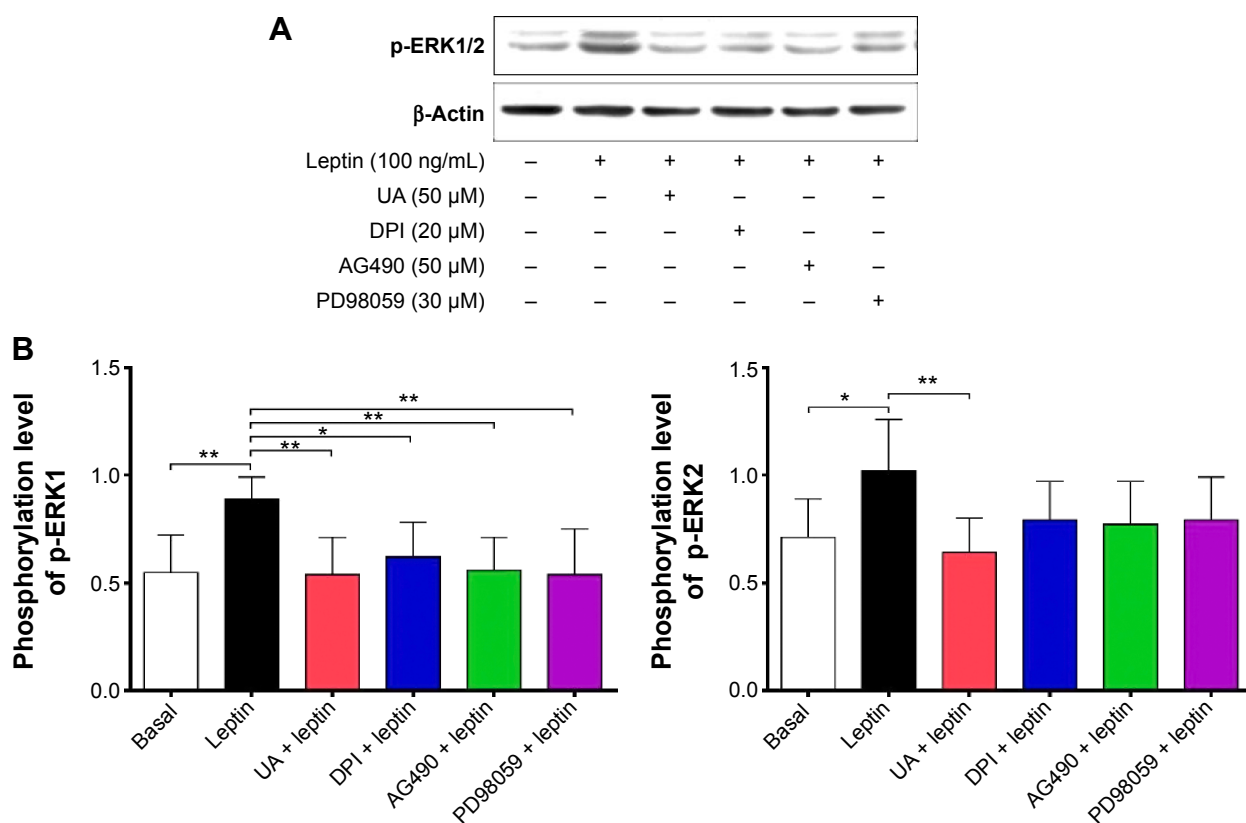 A
p-ERK1/2
β-Actin
Leptin (100 ng/mL) – + + + + +
UA (50 µM) – – + – – –
DPI (20 µM) – – – + – –
AG490 (50 µM) – – – – + –
PD98059 (30 µM) – – – – – +
B
Phosphorylation level
of p-ERK1
1.5
1.0
0.5
0.0
**
**
*
**
**
Basal
Leptin
UA + leptin
DPI + leptin
AG490 + leptin
PD98059 + leptin
Phosphorylation level
of p-ERK2
1.5
1.0
0.5
0.0
*
**
Basal
Leptin
UA + leptin
DPI + leptin
AG490 + leptin
PD98059 + leptin